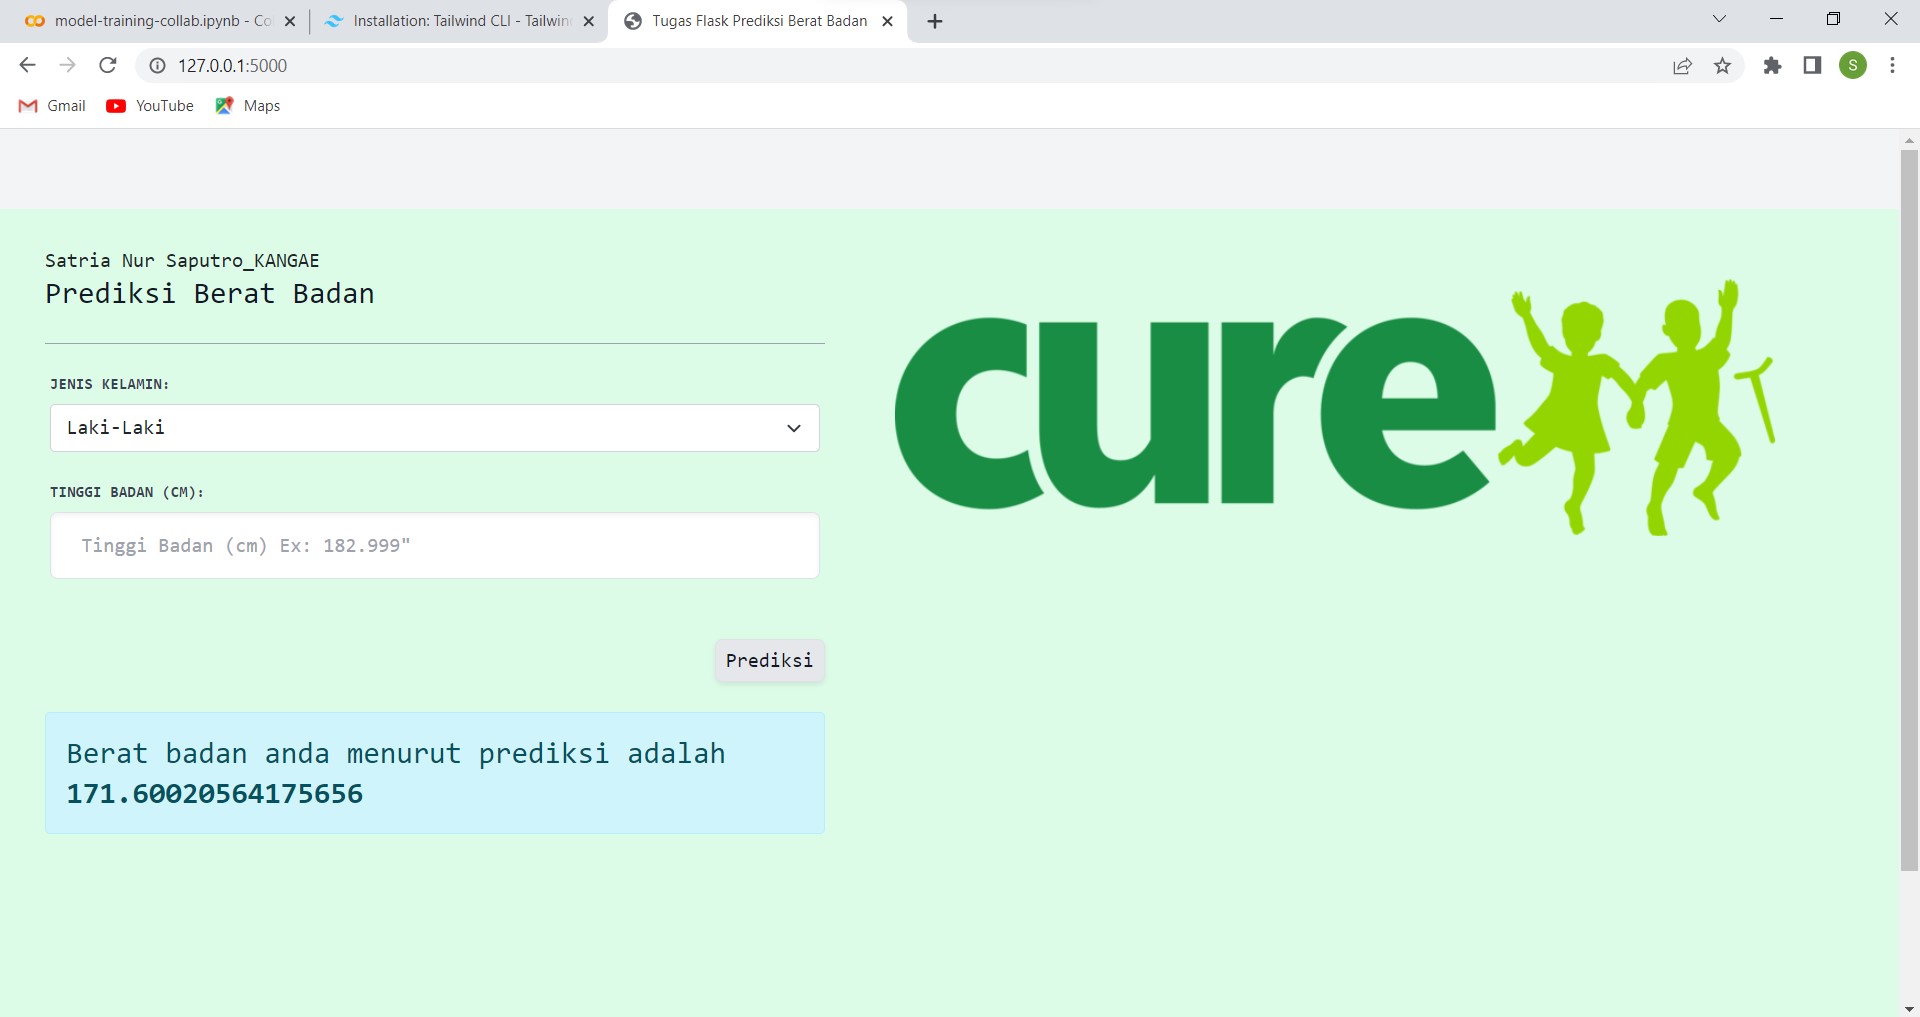 model-training-collab.ipynb - Co
Installation: Tailwind CLI - Tailwin
Tugas Flask Prediksi Berat Badan
127.0.0.1:5000
S
Gmail
YouTube
Maps
Satria Nur Saputro_KANGAE
Prediksi Berat Badan
JENIS KELAMIN:
Laki-Laki
TINGGI BADAN (CM):
Tinggi Badan (cm) Ex: 182.999"
Prediksi
Berat badan anda menurut prediksi adalah
171.60020564175656
cure